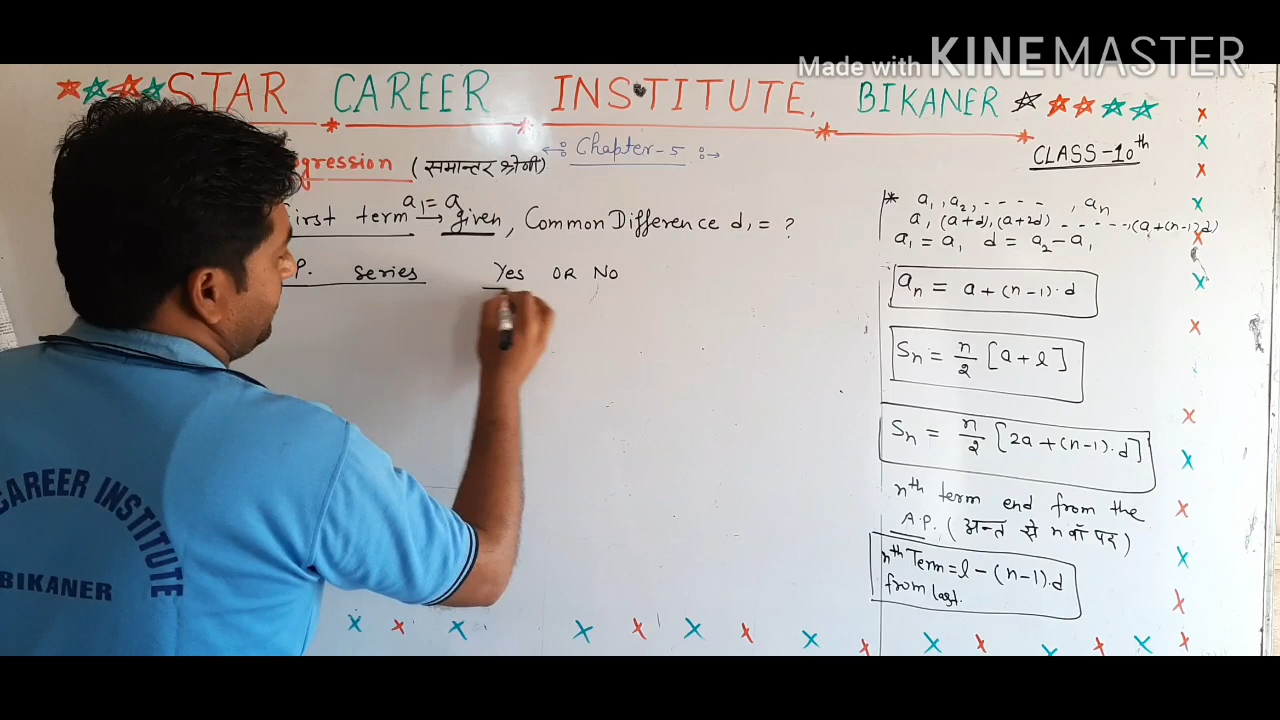 Made with KINEMASTER
STAR CAREER INSTITUTE, BIKANER
←: Chapter-5 :→
CLASS-10th
gression (समान्तर श्रेणी)
a₁ = a
irst term → given, Common Difference d, = ?
P. series Yes OR No
* a₁, a₂, - - - - , aₙ
a, (a+d), (a+2d) - - - - - -, (a+(n-1)d)
a₁ = a, d = a₂ - a₁
aₙ = a + (n-1)·d
Sₙ = n/2 [a + l]
Sₙ = n/2 [2a + (n-1)·d]
nth term end from the
A.P. (अन्त से nवाँ पद)
nth Term = l - (n-1)·d
from last.
CAREER INSTITUTE
BIKANER